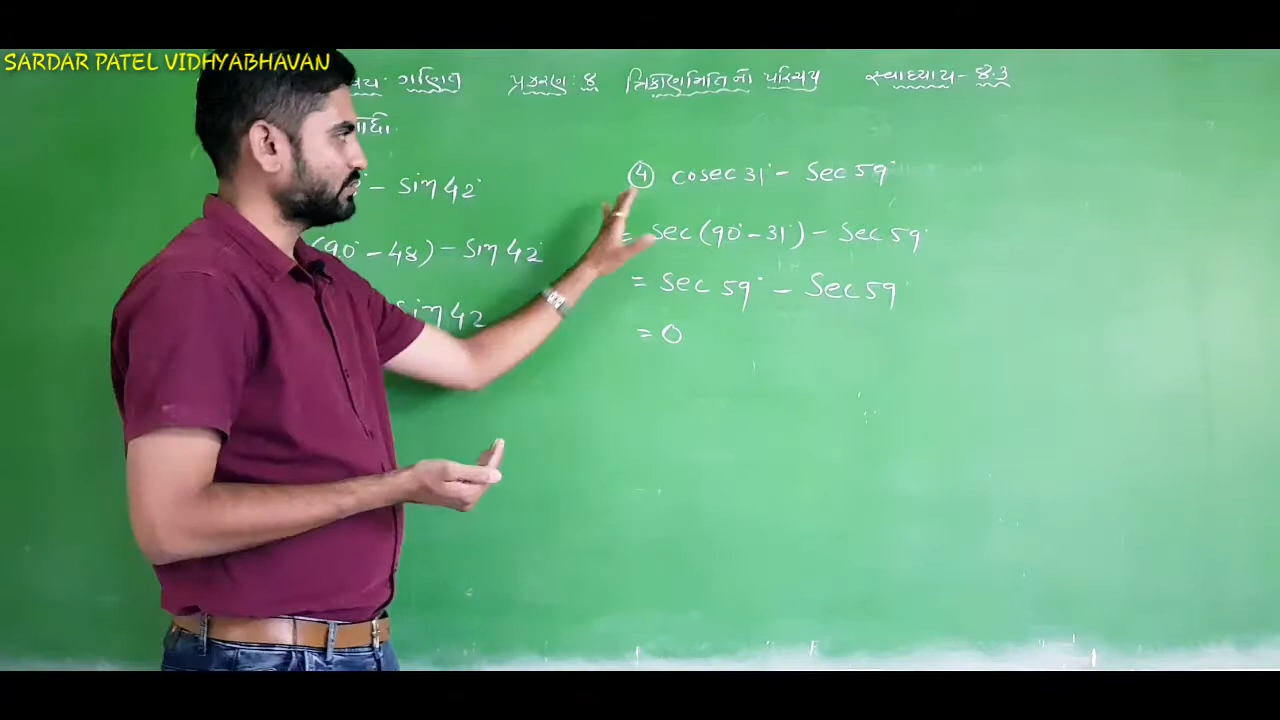 SARDAR PATEL VIDHYABHAVAN
ગણિત પ્રકરણ: 8 ત્રિકોણમિતિનો પરિચય સ્વાધ્યાય - 8.3
- Sin 42°
(90° - 48) - Sin 42°
Sin 42
④ cosec 31° - Sec 59°
= Sec (90° - 31°) - Sec 59°
= Sec 59° - Sec 59°
= 0